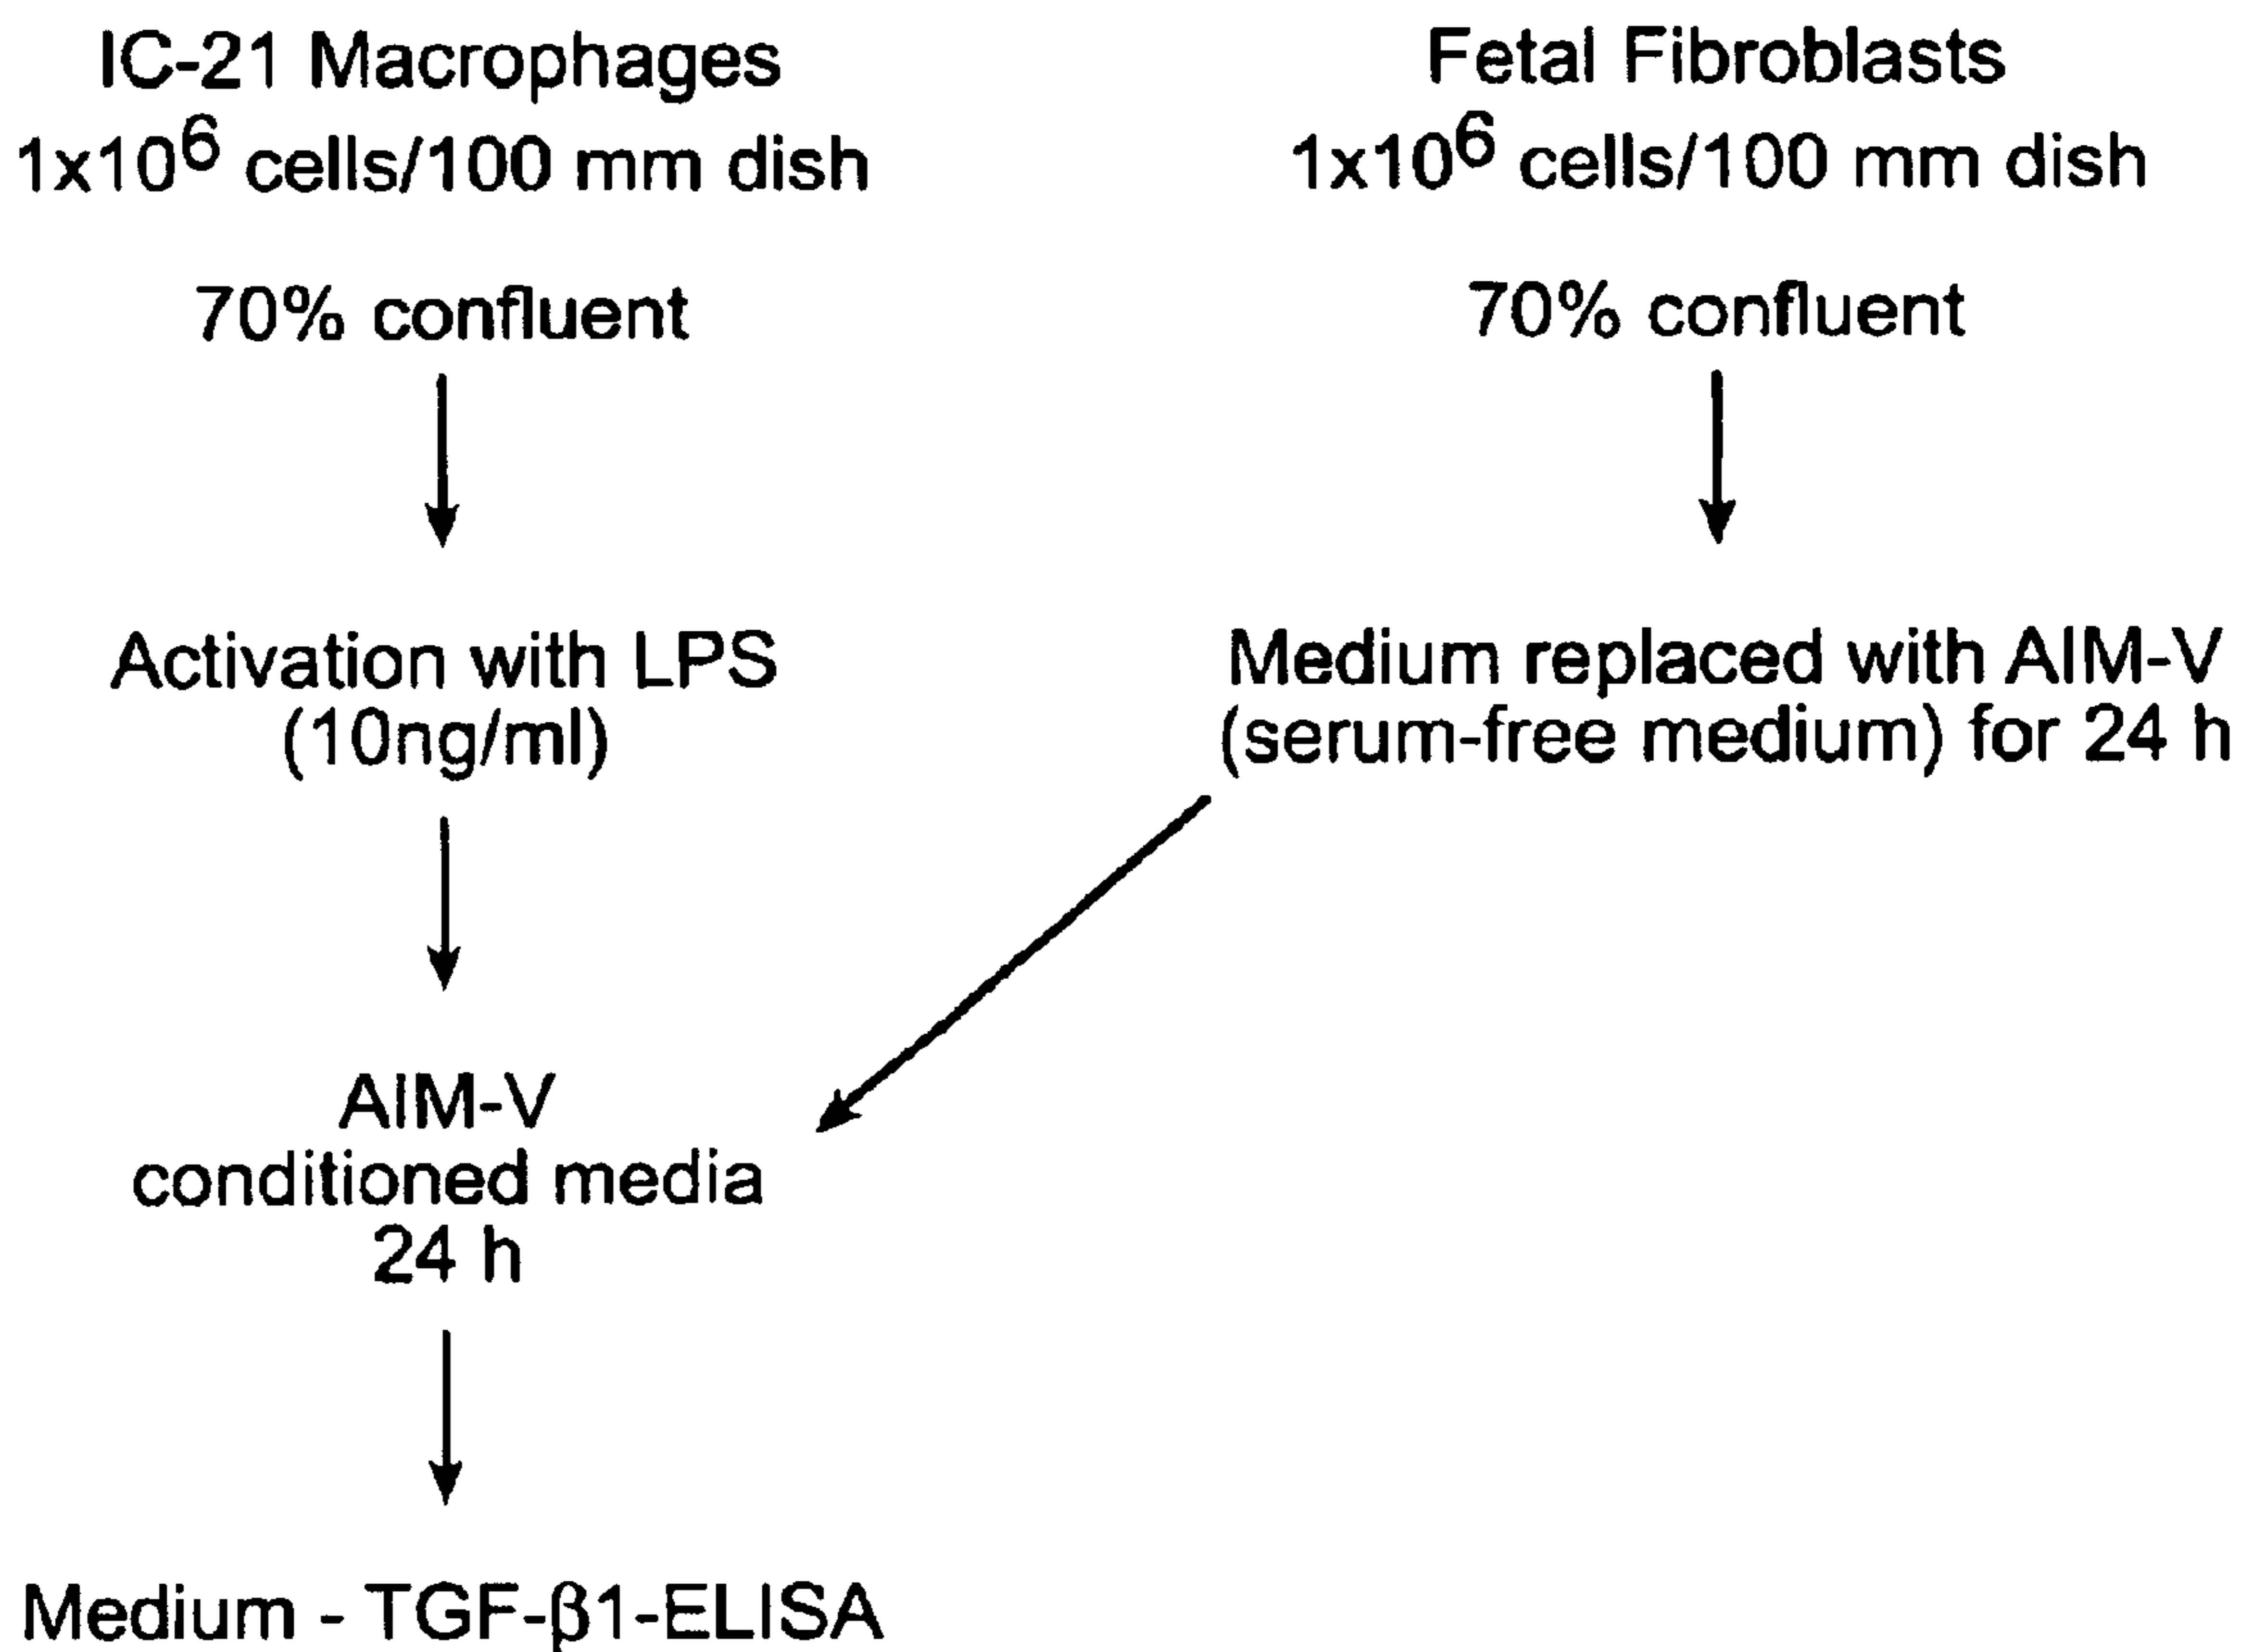 IC-21 Macrophages
1x10⁶ cells/100 mm dish
70% confluent
Activation with LPS
(10ng/ml)
Fetal Fibroblasts
1x10⁶ cells/100 mm dish
70% confluent
Medium replaced with AIM-V
(serum-free medium) for 24 h
AIM-V
conditioned media
24 h
Medium - TGF-β1-ELISA